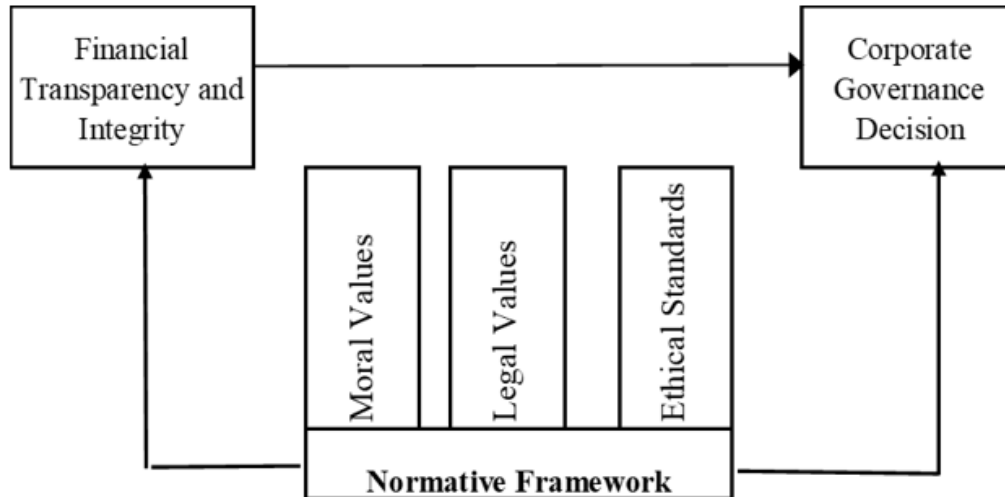 Financial
Transparency and
Integrity
Corporate
Governance
Decision
Moral Values
Legal Values
Ethical Standards
Normative Framework